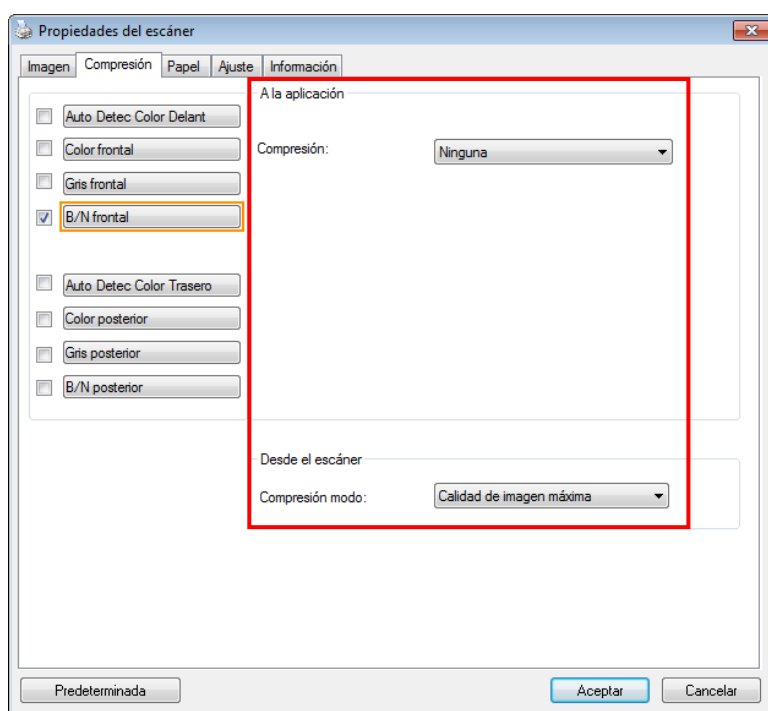 Propiedades del escáner
Imagen Compresión Papel Ajuste Información
A la aplicación
Auto Detec Color Delant
Color frontal
Compresión: Ninguna
Gris frontal
B/N frontal
Auto Detec Color Trasero
Color posterior
Gris posterior
B/N posterior
Desde el escáner
Compresión modo: Calidad de imagen máxima
Predeterminada Aceptar Cancelar